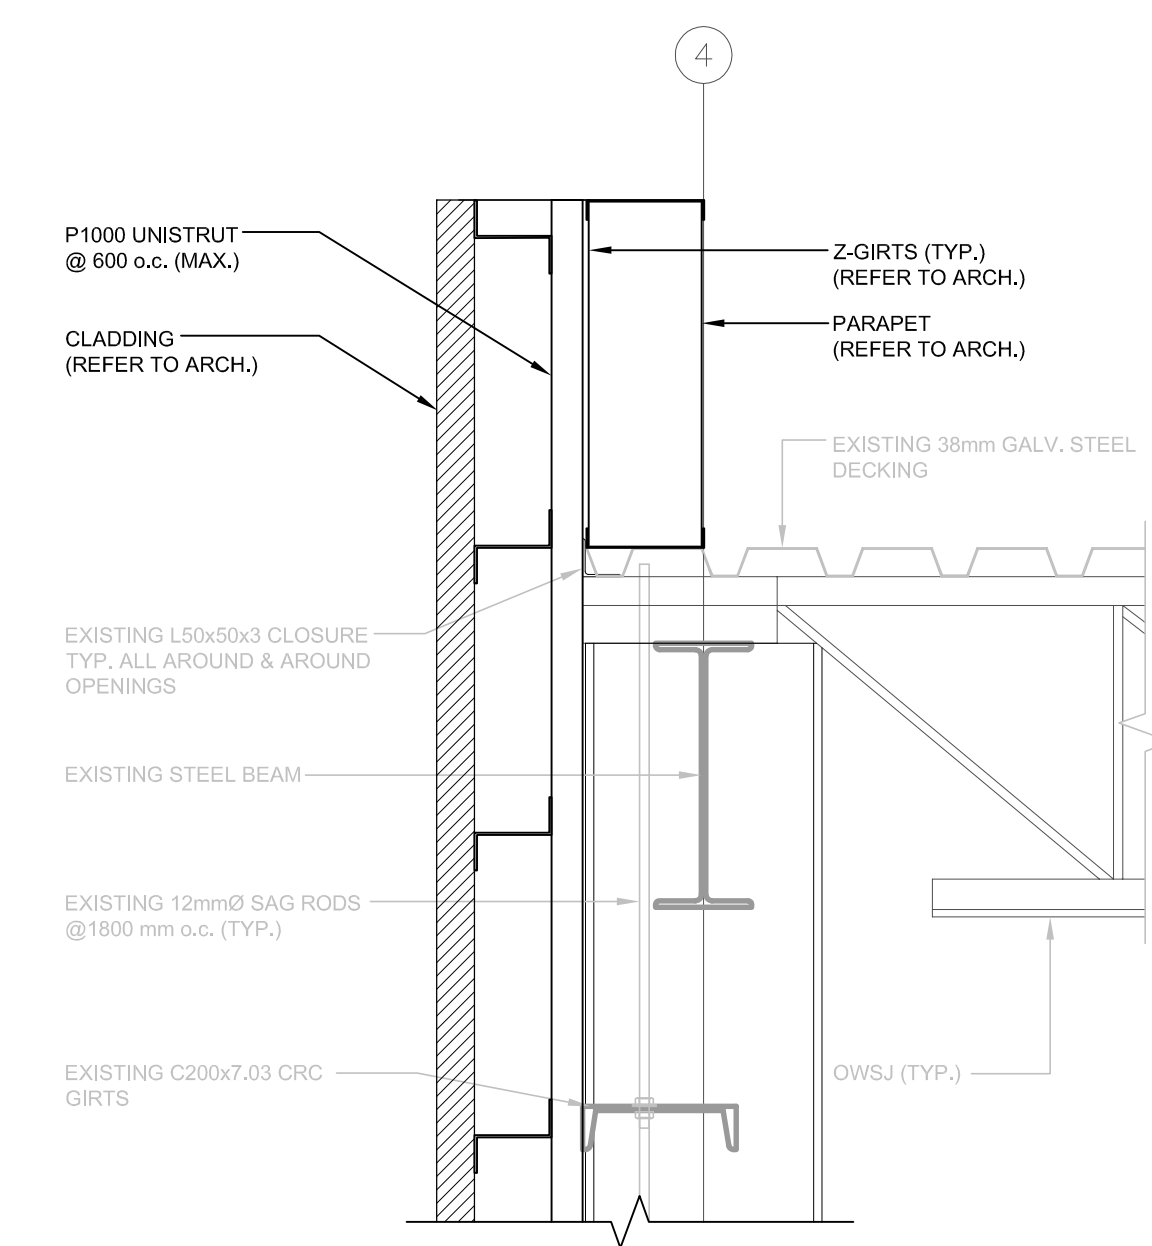 4
P1000 UNISTRUT
@ 600 o.c. (MAX.)
CLADDING
(REFER TO ARCH.)
Z-GIRTS (TYP.)
(REFER TO ARCH.)
PARAPET
(REFER TO ARCH.)
EXISTING 38mm GALV. STEEL
DECKING
EXISTING L50x50x3 CLOSURE
TYP. ALL AROUND & AROUND
OPENINGS
EXISTING STEEL BEAM
EXISTING 12mmØ SAG RODS
@1800 mm o.c. (TYP.)
EXISTING C200x7.03 CRC
GIRTS
OWSJ (TYP.)